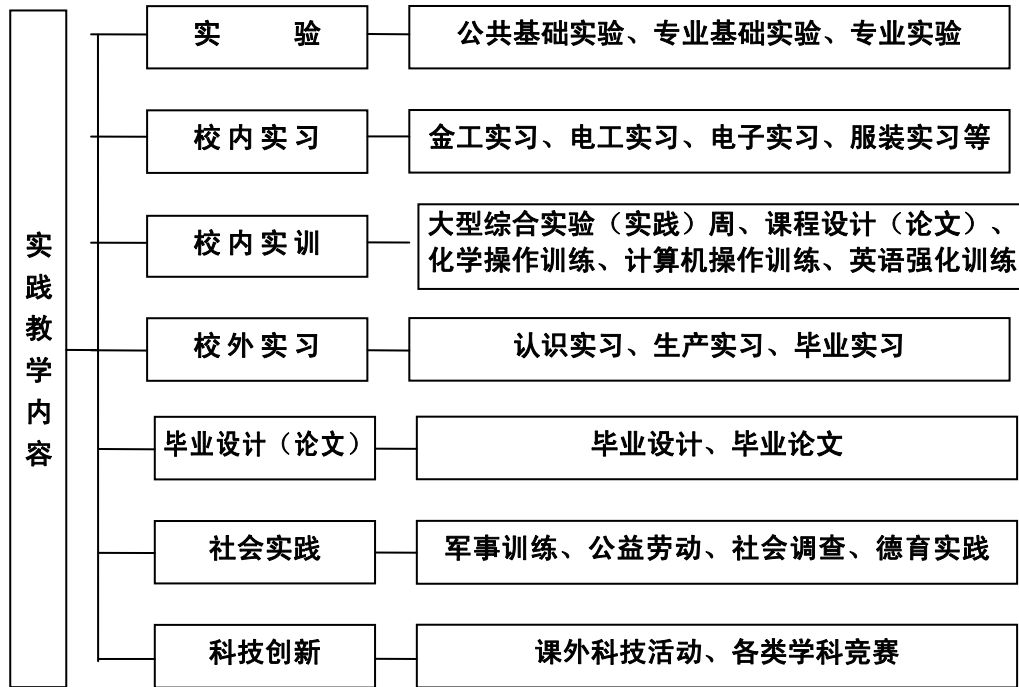 实践教学内容
实 验
公共基础实验、专业基础实验、专业实验
校内实习
金工实习、电工实习、电子实习、服装实习等
校内实训
大型综合实验（实践）周、课程设计（论文）、
化学操作训练、计算机操作训练、英语强化训练
校外实习
认识实习、生产实习、毕业实习
毕业设计（论文）
毕业设计、毕业论文
社会实践
军事训练、公益劳动、社会调查、德育实践
科技创新
课外科技活动、各类学科竞赛